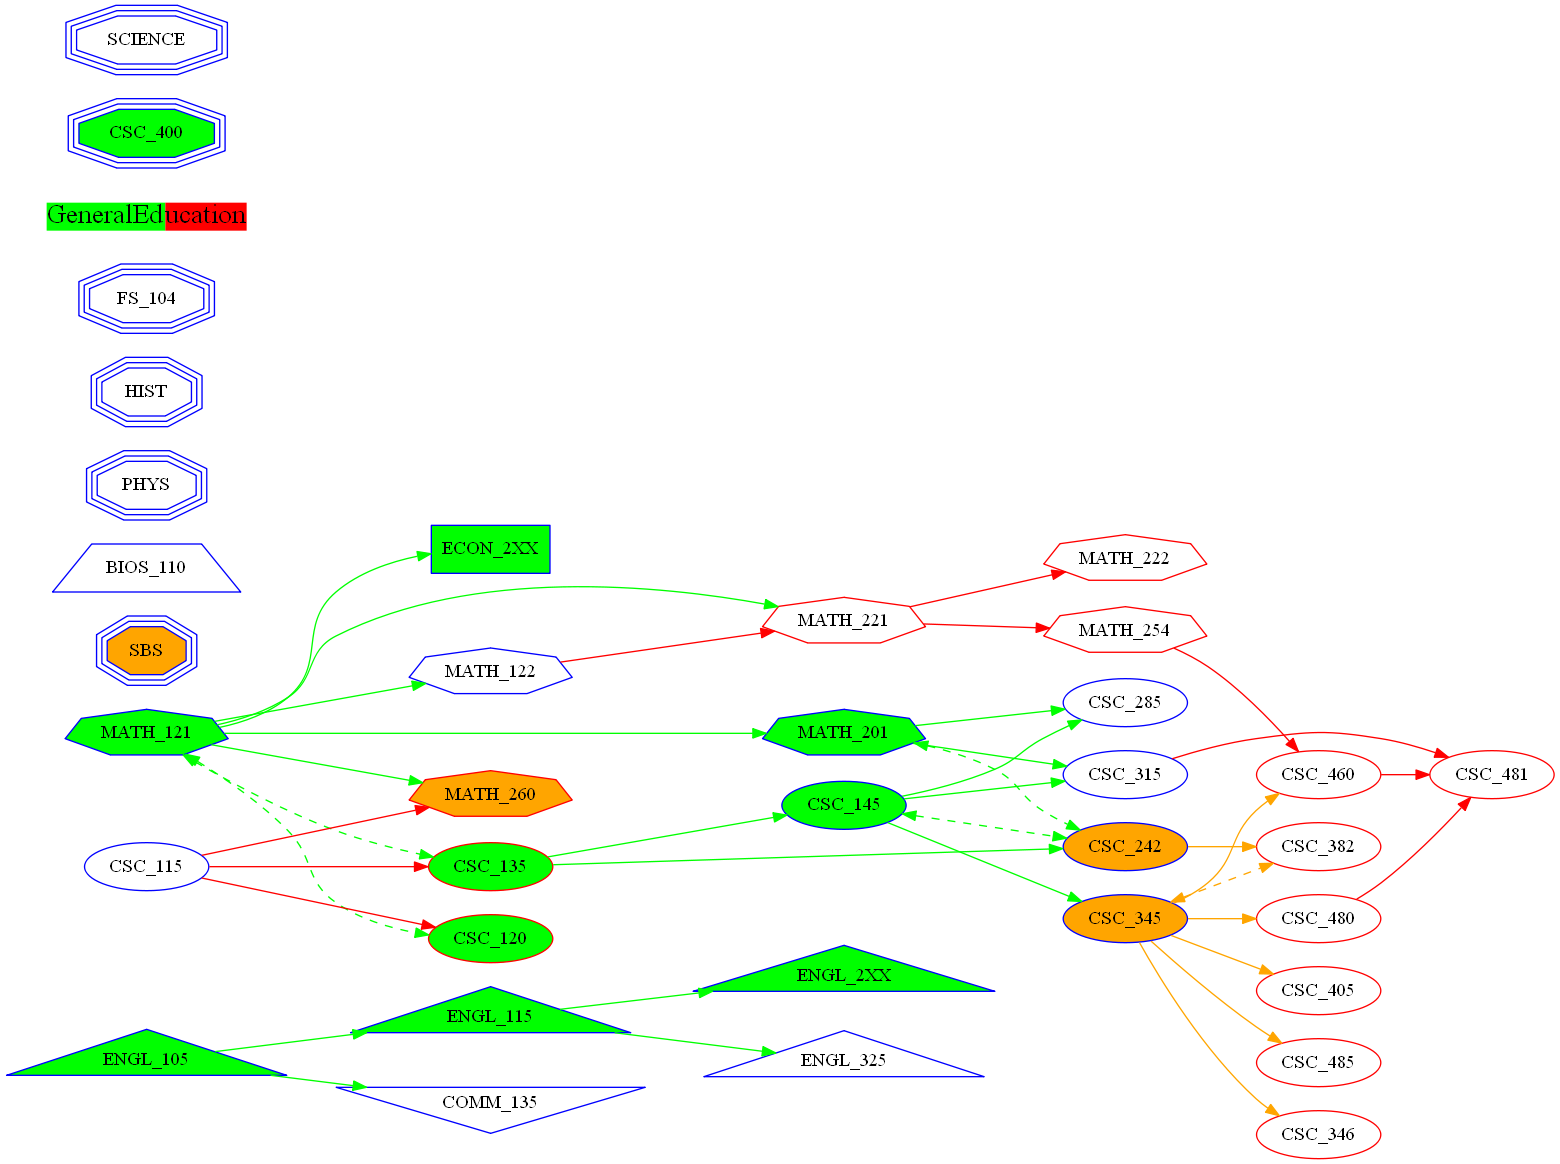 SCIENCE
CSC_400
GeneralEducation
FS_104
HIST
PHYS
BIOS_110
SBS
MATH_121
CSC_115
ENGL_105
ECON_2XX
MATH_122
MATH_260
CSC_135
CSC_120
ENGL_115
COMM_135
MATH_221
MATH_201
CSC_145
ENGL_2XX
ENGL_325
MATH_222
MATH_254
CSC_285
CSC_315
CSC_242
CSC_345
CSC_460
CSC_382
CSC_480
CSC_405
CSC_485
CSC_346
CSC_481